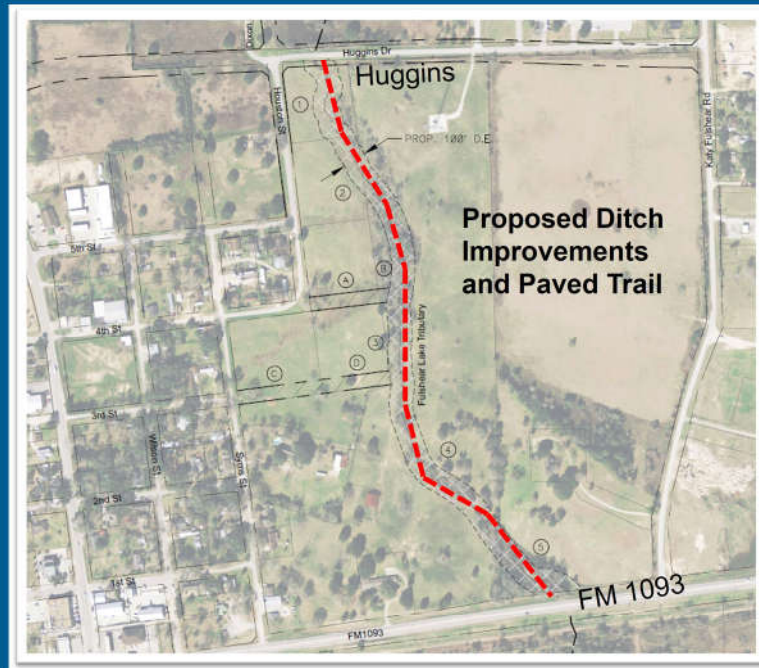 Dixon
Huggins Dr
Huggins
Houston St
Katy Fulshear Rd
1
PROP. 100' D.E.
2
Proposed Ditch
Improvements
and Paved Trail
5th St
B
A
4th St
Fulshear Lake Tributary
3
D
C
3rd St
Wilson St
Syms St
4
2nd St
5
1st St
FM 1093
FM1093